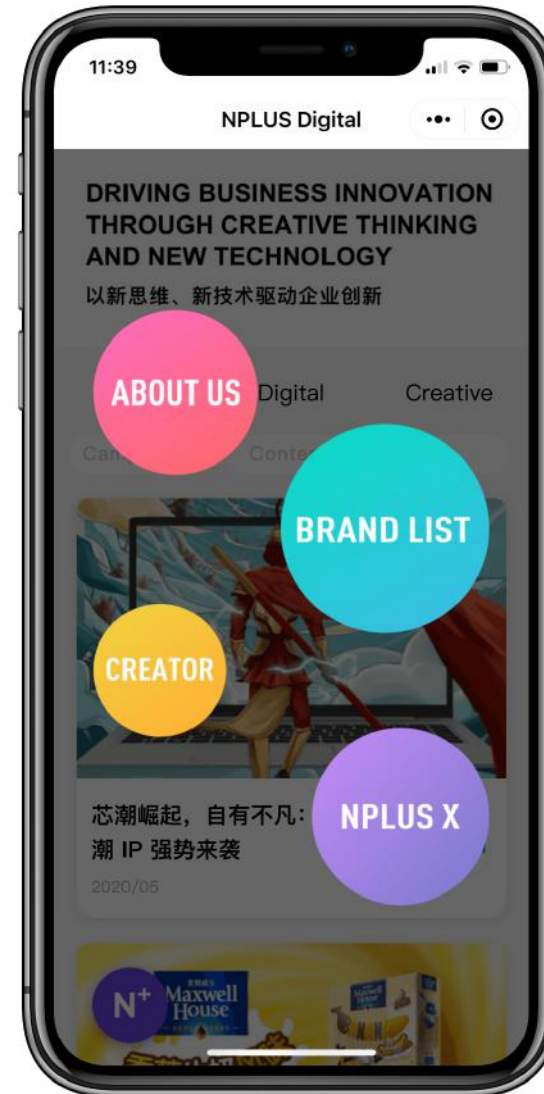 11:39
NPLUS Digital
DRIVING BUSINESS INNOVATION
THROUGH CREATIVE THINKING
AND NEW TECHNOLOGY
以新思维、新技术驱动企业创新
ABOUT US
Digital
Creative
BRAND LIST
CREATOR
芯潮崛起，自有不凡：
潮 IP 强势来袭
NPLUS X
2020/05
N+
Maxwell
House